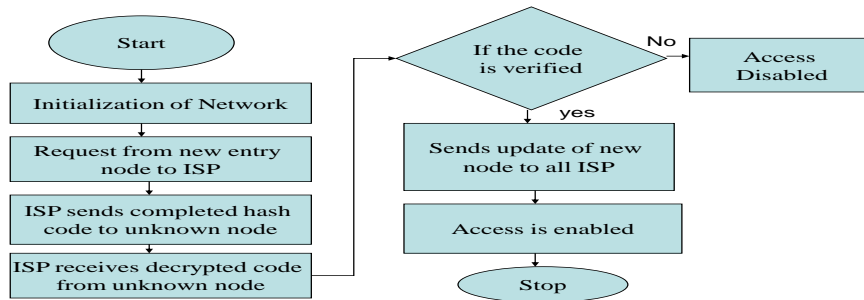 Start
Initialization of Network
Request from new entry
node to ISP
ISP sends completed hash
code to unknown node
ISP receives decrypted code
from unknown node
If the code
is verified
No
Access
Disabled
yes
Sends update of new
node to all ISP
Access is enabled
Stop